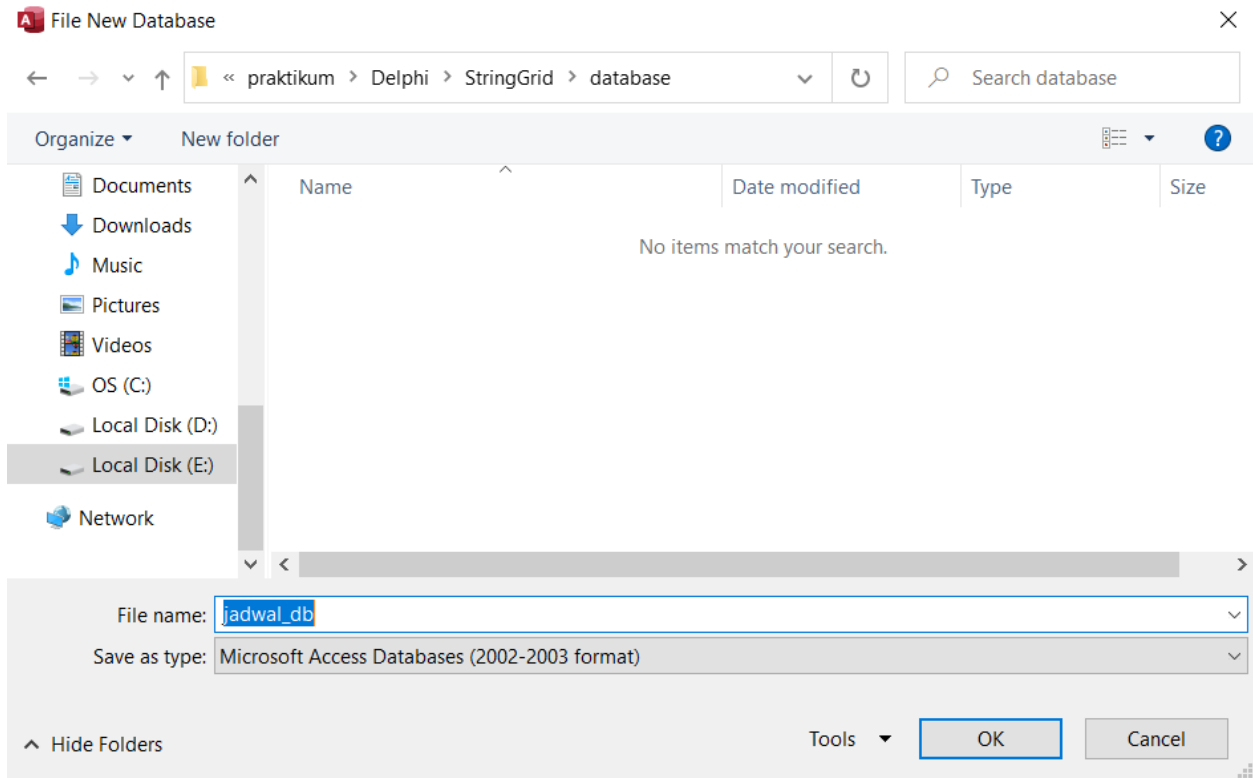 File New Database
« praktikum > Delphi > StringGrid > database
Search database
Organize
New folder
?
Documents
Downloads
Music
Pictures
Videos
OS (C:)
Local Disk (D:)
Local Disk (E:)
Network
Name
Date modified
Type
Size
No items match your search.
File name: jadwal_db
Save as type: Microsoft Access Databases (2002-2003 format)
Hide Folders
Tools
OK
Cancel